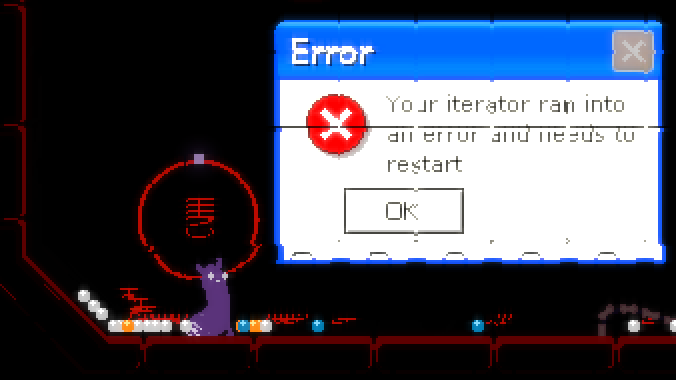 Error
Your iterator ran into
an error and needs to
restart
OK